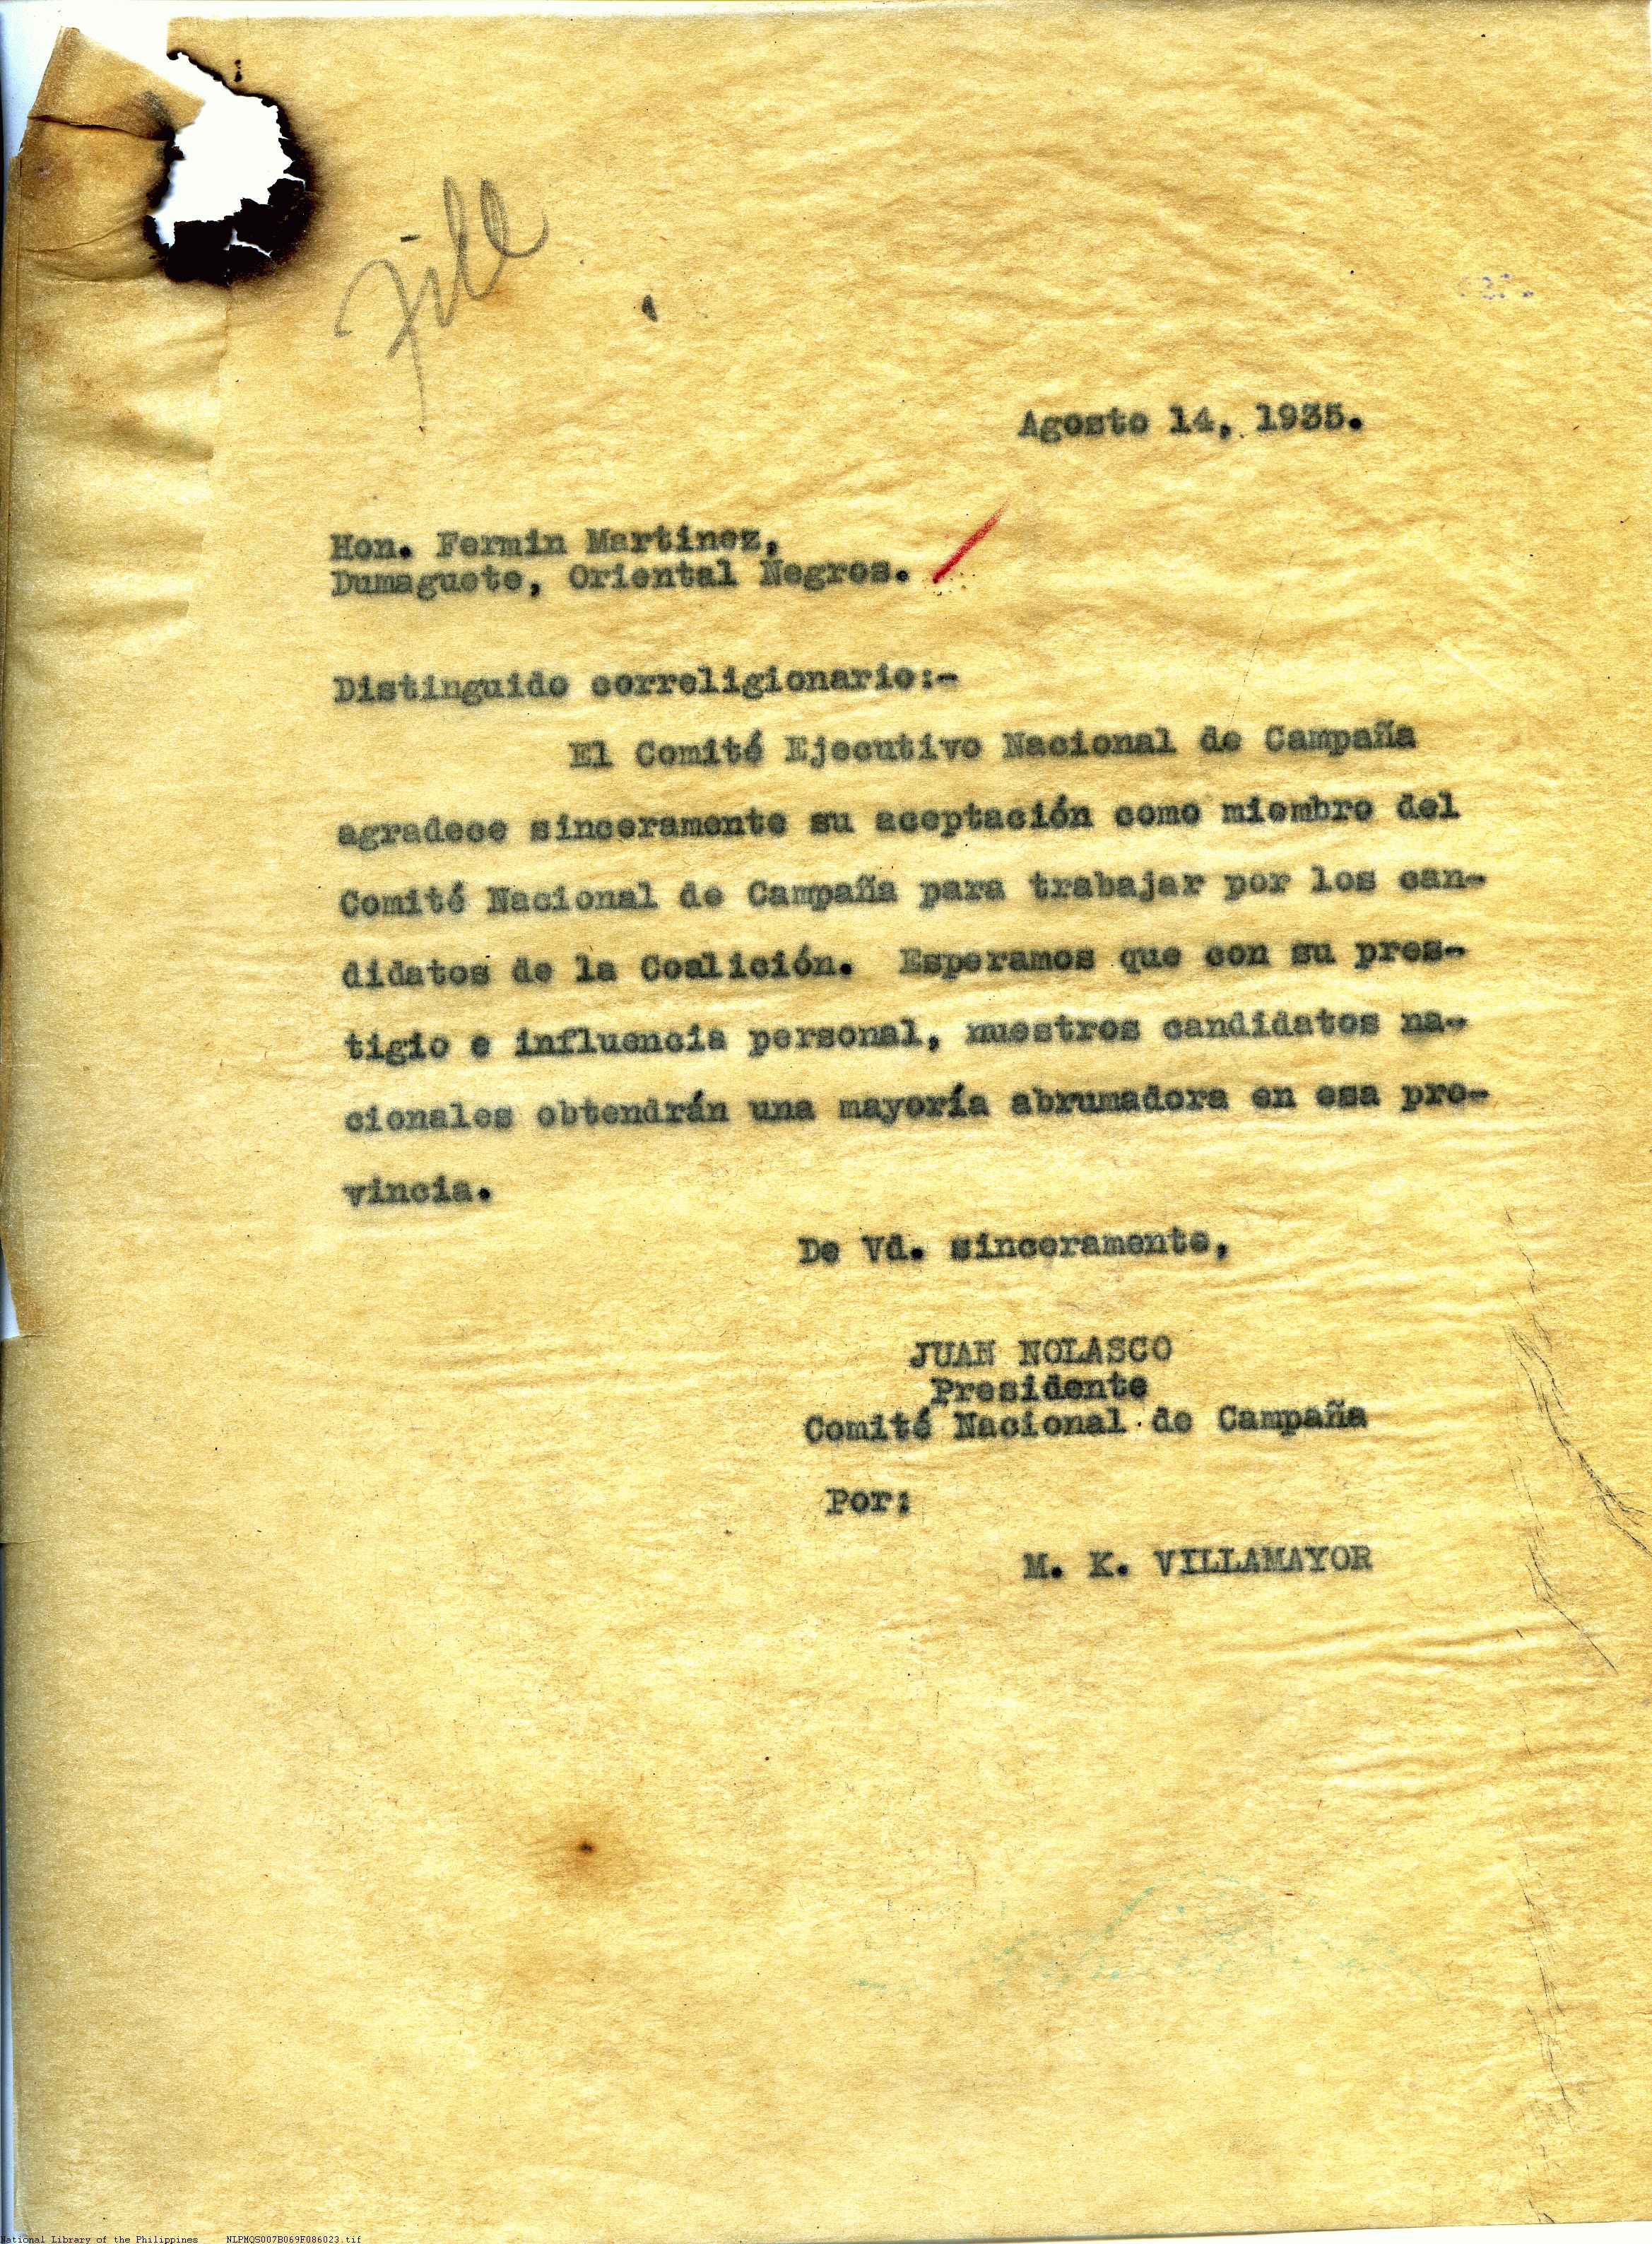 File
Agosto 14, 1935.
Hon. Fermin Martinez,
Dumaguete, Oriental Negros.
Distinguido correligionario:-
El Comité Ejecutivo Nacional de Campaña
agradece sinceramente su aceptación como miembro del
Comité Nacional de Campaña para trabajar por los can-
didatos de la Coalición. Esperamos que con su pres-
tigio e influencia personal, nuestros candidatos na-
cionales obtendrán una mayoría abrumadora en esa pro-
vincia.
De Vd. sinceramente,
JUAN NOLASCO
Presidente
Comité Nacional de Campaña
Por:
M. K. VILLAMAYOR
National Library of the Philippines NLPMQS007B069F086023.tif